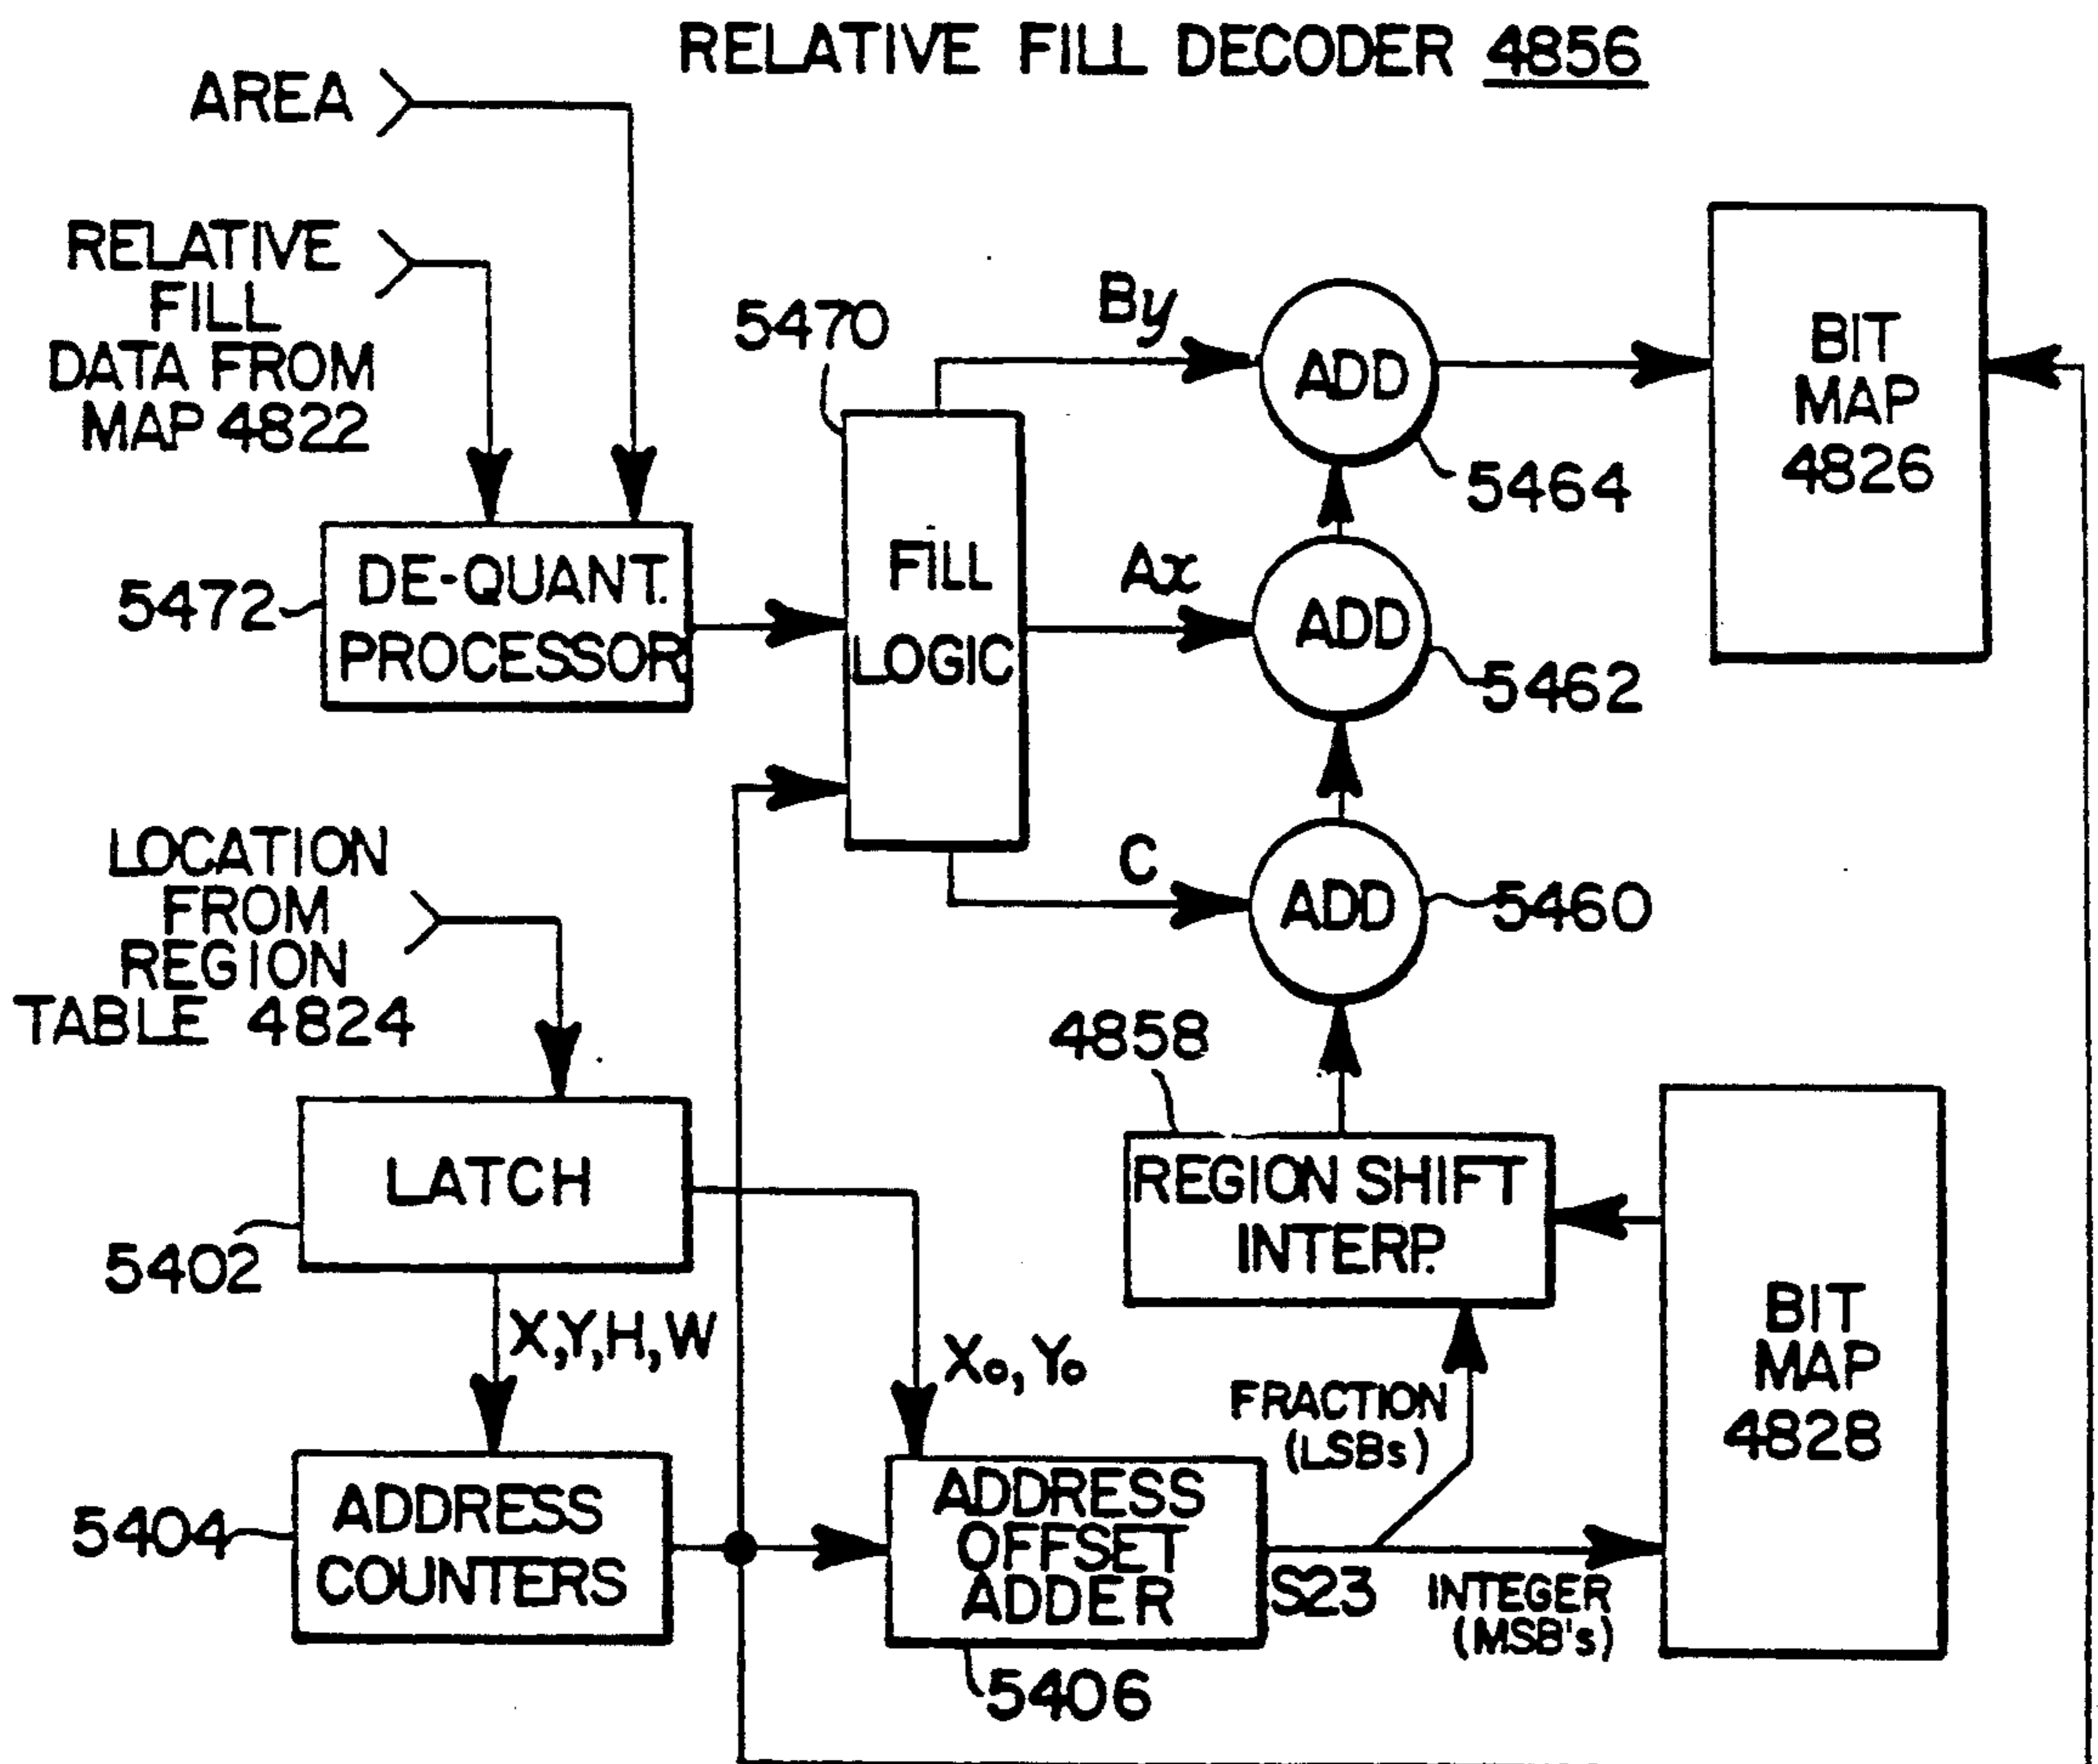 RELATIVE FILL DECODER 4856
AREA
RELATIVE
FILL
DATA FROM
MAP 4822
5472
DE-QUANT.
PROCESSOR
5470
FILL
LOGIC
By
Ax
C
ADD
5464
ADD
5462
ADD
5460
BIT
MAP
4826
LOCATION
FROM
REGION
TABLE 4824
LATCH
5402
X,Y,H,W
X₀, Y₀
5404
ADDRESS
COUNTERS
ADDRESS
OFFSET
ADDER
5406
S23
4858
REGION SHIFT
INTERP.
FRACTION
(LSBs)
INTEGER
(MSB's)
BIT
MAP
4828